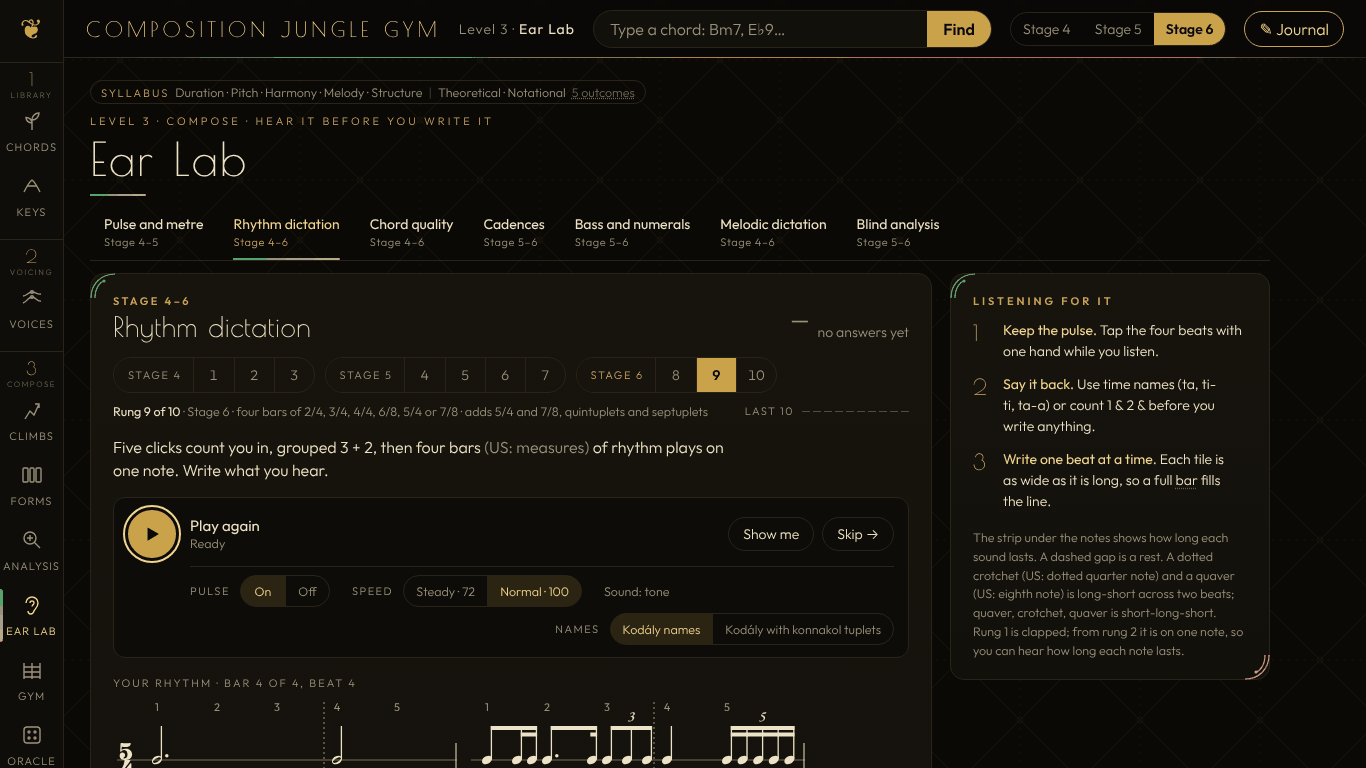 COMPOSITION JUNGLE GYM
Level 3 · Ear Lab
Type a chord: Bm7, E♭9...
Find
Stage 4 Stage 5 Stage 6
✎ Journal
1
LIBRARY
CHORDS
KEYS
2
VOICING
VOICES
3
COMPOSE
CLIMBS
FORMS
ANALYSIS
EAR LAB
GYM
ORACLE
SYLLABUS Duration · Pitch · Harmony · Melody · Structure | Theoretical · Notational 5 outcomes
LEVEL 3 · COMPOSE · HEAR IT BEFORE YOU WRITE IT
Ear Lab
Pulse and metre
Stage 4–5
Rhythm dictation
Stage 4–6
Chord quality
Stage 4–6
Cadences
Stage 5–6
Bass and numerals
Stage 5–6
Melodic dictation
Stage 4–6
Blind analysis
Stage 5–6
STAGE 4–6
Rhythm dictation
— no answers yet
STAGE 4 1 2 3
STAGE 5 4 5 6 7
STAGE 6 8 9 10
Rung 9 of 10 · Stage 6 · four bars of 2/4, 3/4, 4/4, 6/8, 5/4 or 7/8 · adds 5/4 and 7/8, quintuplets and septuplets
LAST 10
Five clicks count you in, grouped 3 + 2, then four bars (US: measures) of rhythm plays on
one note. Write what you hear.
Play again
Ready
Show me
Skip →
PULSE On Off
SPEED Steady · 72 Normal · 100
Sound: tone
NAMES Kodály names Kodály with konnakol tuplets
YOUR RHYTHM · BAR 4 OF 4, BEAT 4
1 2 3 4 5 1 2 3 4 5
3 5
5
LISTENING FOR IT
1 Keep the pulse. Tap the four beats with
one hand while you listen.
2 Say it back. Use time names (ta, ti-
ti, ta-a) or count 1 & 2 & before you
write anything.
3 Write one beat at a time. Each tile is
as wide as it is long, so a full bar fills
the line.
The strip under the notes shows how long each
sound lasts. A dashed gap is a rest. A dotted
crotchet (US: dotted quarter note) and a quaver
(US: eighth note) is long-short across two beats;
quaver, crotchet, quaver is short-long-short.
Rung 1 is clapped; from rung 2 it is on one note, so
you can hear how long each note lasts.